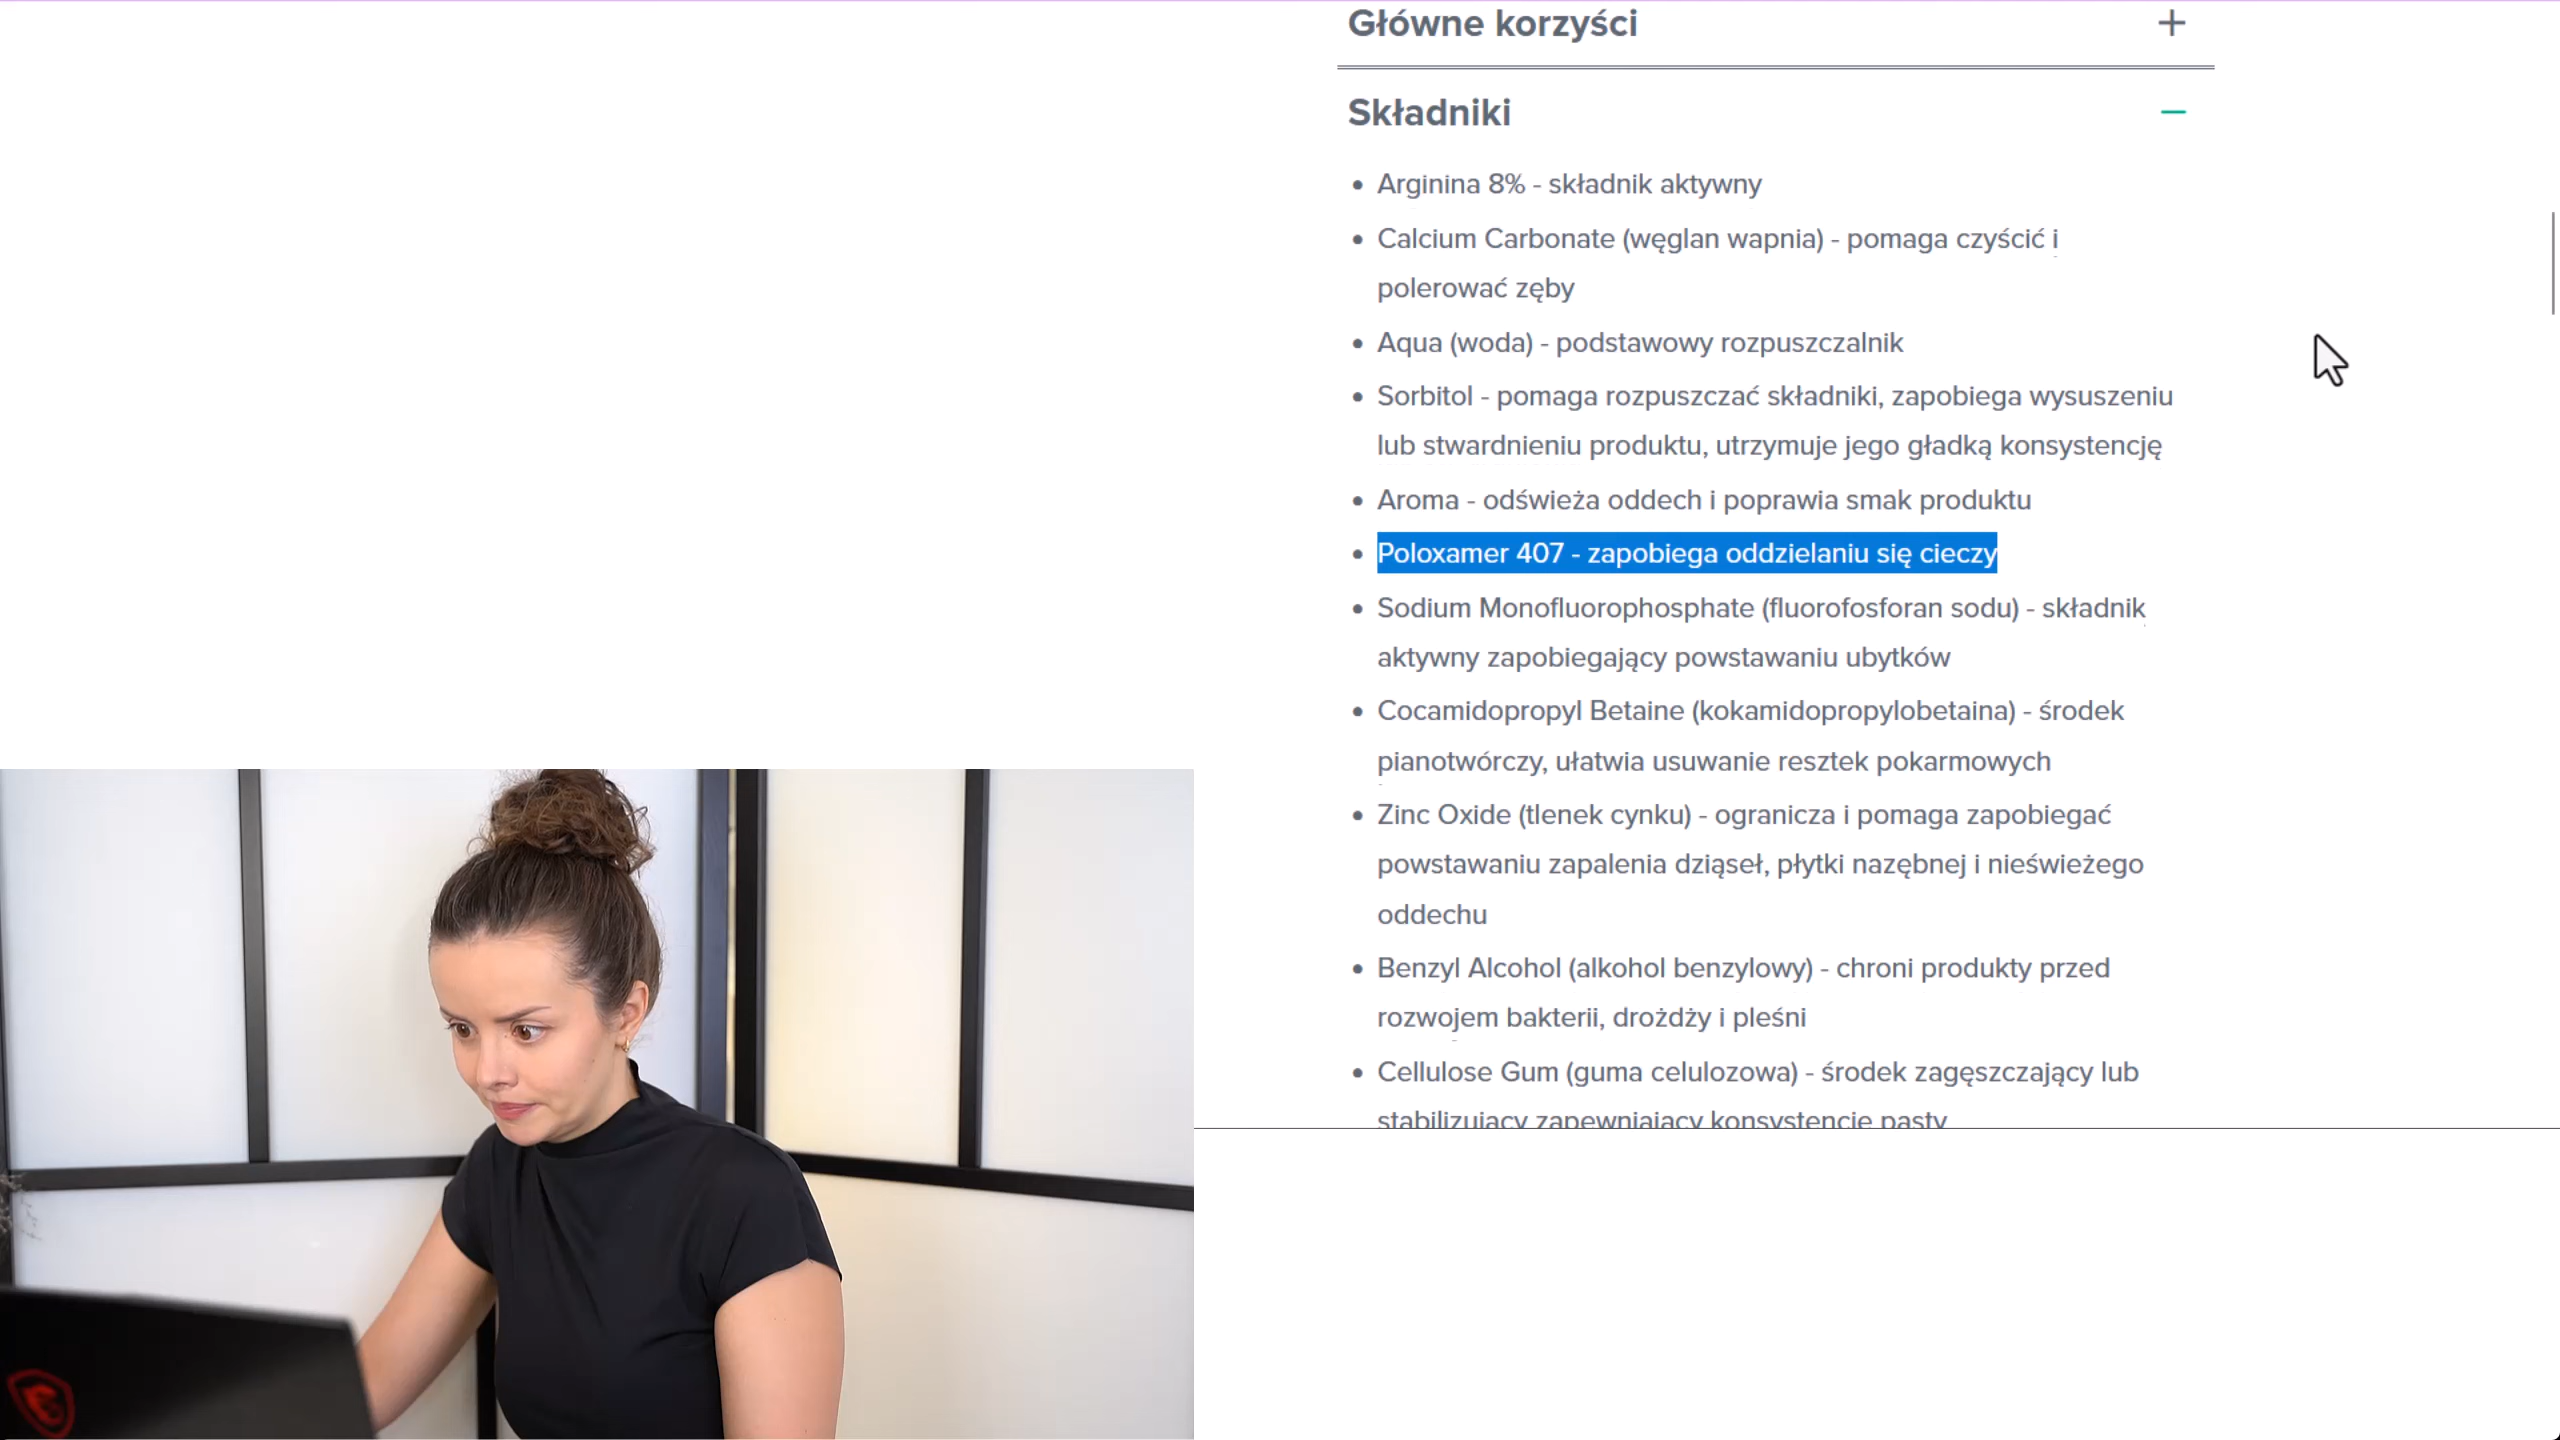 Główne korzyści
Składniki
Arginina 8% - składnik aktywny
Calcium Carbonate (węglan wapnia) - pomaga czyścić i
polerować zęby
Aqua (woda) - podstawowy rozpuszczalnik
Sorbitol - pomaga rozpuszczać składniki, zapobiega wysuszeniu
lub stwardnieniu produktu, utrzymuje jego gładką konsystencję
Aroma - odświeża oddech i poprawia smak produktu
Poloxamer 407 - zapobiega oddzielaniu się cieczy
Sodium Monofluorophosphate (fluorofosforan sodu) - składnik
aktywny zapobiegający powstawaniu ubytków
Cocamidopropyl Betaine (kokamidopropylobetaina) - środek
pianotwórczy, ułatwia usuwanie resztek pokarmowych
Zinc Oxide (tlenek cynku) - ogranicza i pomaga zapobiegać
powstawaniu zapalenia dziąseł, płytki nazębnej i nieświeżego
oddechu
Benzyl Alcohol (alkohol benzylowy) - chroni produkty przed
rozwojem bakterii, drożdży i pleśni
Cellulose Gum (guma celulozowa) - środek zagęszczający lub
stabilizujący zapewniający konsystencję pasty